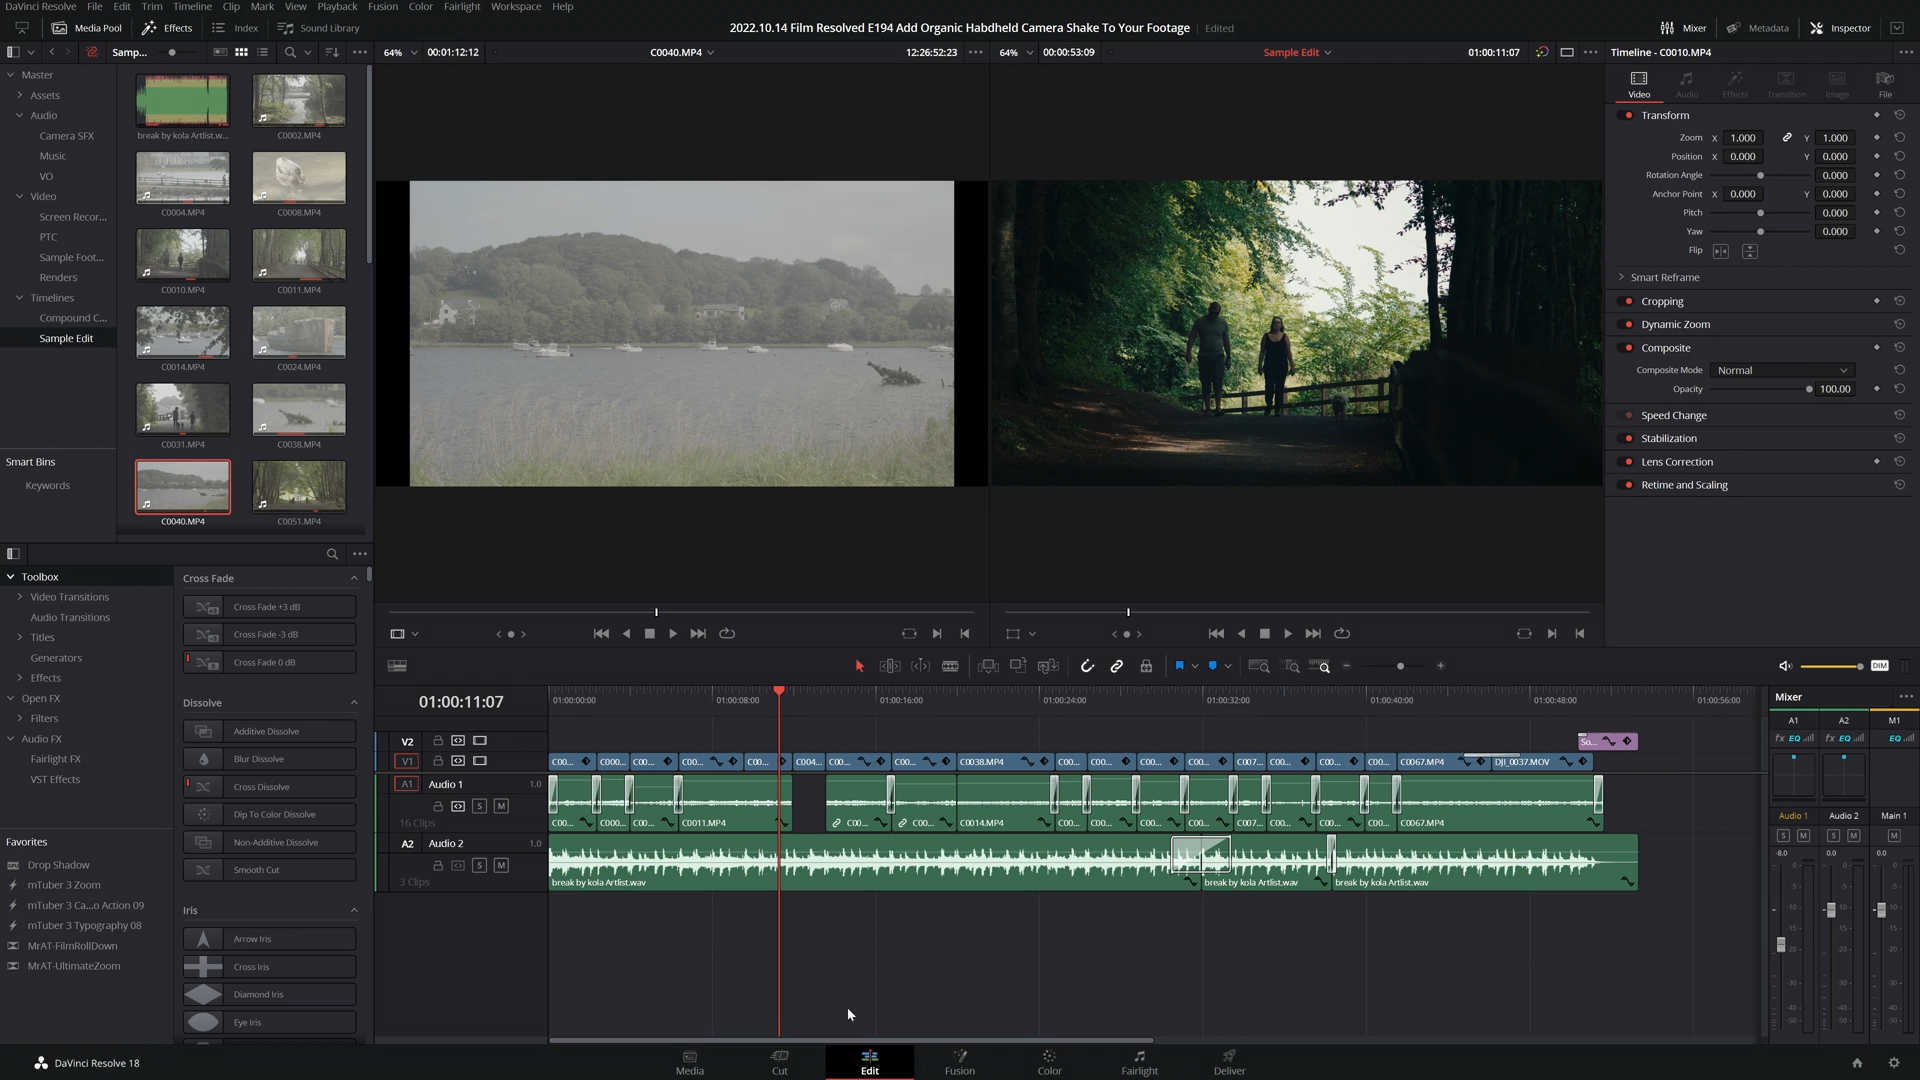 DaVinci Resolve File Edit Trim Timeline Clip Mark View Playback Fusion Color Fairlight Workspace Help
Media Pool Effects Index Sound Library
2022.10.14 Film Resolved E194 Add Organic Habdheld Camera Shake To Your Footage Edited
Mixer Metadata Inspector
Samp...
64% 00:01:12:12 C0040.MP4 12:26:52:23
64% 00:00:53:09 Sample Edit 01:00:11:07
Timeline - C0010.MP4
Master
Assets
Audio
Camera SFX
Music
VO
Video
Screen Recor...
PTC
Sample Foot...
Renders
Timelines
Compound C...
Sample Edit
Smart Bins
Keywords
break by kola Artlist.w... C0002.MP4
C0004.MP4 C0008.MP4
C0010.MP4 C0011.MP4
C0014.MP4 C0024.MP4
C0031.MP4 C0038.MP4
C0040.MP4 C0051.MP4
Video Audio Effects Transition Image File
Transform
Zoom X 1.000 Y 1.000
Position X 0.000 Y 0.000
Rotation Angle 0.000
Anchor Point X 0.000 Y 0.000
Pitch 0.000
Yaw 0.000
Flip
Smart Reframe
Cropping
Dynamic Zoom
Composite
Composite Mode Normal
Opacity 100.00
Speed Change
Stabilization
Lens Correction
Retime and Scaling
Toolbox
Video Transitions
Audio Transitions
Titles
Generators
Effects
Open FX
Filters
Audio FX
Fairlight FX
VST Effects
Favorites
Drop Shadow
mTuber 3 Zoom
mTuber 3 Ca...o Action 09
mTuber 3 Typography 08
MrAT-FilmRollDown
MrAT-UltimateZoom
Cross Fade
Cross Fade +3 dB
Cross Fade -3 dB
Cross Fade 0 dB
Dissolve
Additive Dissolve
Blur Dissolve
Cross Dissolve
Dip To Color Dissolve
Non-Additive Dissolve
Smooth Cut
Iris
Arrow Iris
Cross Iris
Diamond Iris
Eye Iris
DIM
01:00:11:07
01:00:00:00 01:00:08:00 01:00:16:00 01:00:24:00 01:00:32:00 01:00:40:00 01:00:48:00 01:00:56:00
V2
So...
V1
C00... C000... C00... C00... C00... C004... C00... C00... C0038.MP4 C00... C00... C00... C00... C007... C00... C00... C00... C0067.MP4 DJI_0037.MOV
A1 Audio 1 1.0
S M
16 Clips
C00... C000... C00... C0011.MP4 C00... C00... C0014.MP4 C00... C00... C00... C00... C007... C00... C00... C00... C0067.MP4
A2 Audio 2 1.0
S M
3 Clips
break by kola Artlist.wav break by kola Artlist.wav break by kola Artlist.wav
Mixer
A1 A2 M1
fx EQ fx EQ EQ
Audio 1 Audio 2 Main 1
S M S M M
-8.0 0.0 0.0
DaVinci Resolve 18
Media Cut Edit Fusion Color Fairlight Deliver